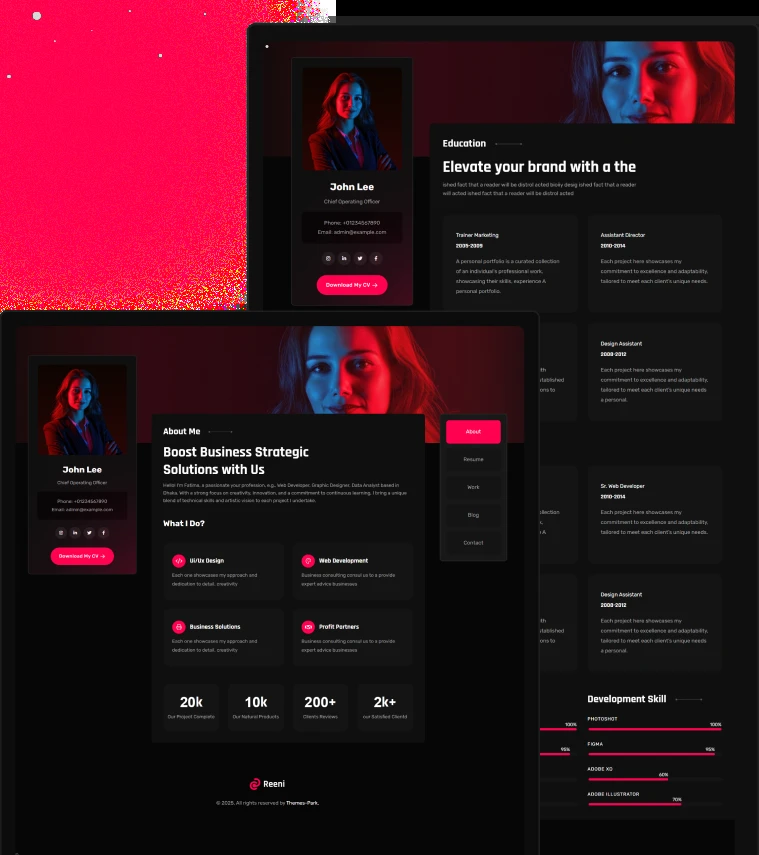 John Lee
Chief Operating Officer
Phone: +01234567890
Email: admin@example.com
Download My CV
Education
Elevate your brand with a the
ished fact that a reader will be distrol acted bioiiy desig ished fact that a reader
will acted ished fact that a reader will be distrol acted
Trainer Marketing
2005-2009
A personal portfolio is a curated collection
of an individual's professional work,
showcasing their skills, experience A
personal portfolio.
Assistant Director
2010-2014
Each project here showcases my
commitment to excellence and adaptability,
tailored to meet each client's unique needs.
Design Assistant
2008-2012
Each project here showcases my
commitment to excellence and adaptability,
tailored to meet each client's unique needs.
a personal.
Sr. Web Developer
2010-2014
Each project here showcases my
commitment to excellence and adaptability,
tailored to meet each client's unique needs.
Design Assistant
2008-2012
Each project here showcases my
commitment to excellence and adaptability,
tailored to meet each client's unique needs.
a personal.
100%
95%
Development Skill
PHOTOSHOT
100%
FIGMA
95%
ADOBE XD
60%
ADOBE ILLUSTRATOR
70%
John Lee
Chief Operating Officer
Phone: +01234567890
Email: admin@example.com
Download My CV
About Me
Boost Business Strategic
Solutions with Us
Hello! I'm Fatima, a passionate your profession, e.g., Web Developer, Graphic Designer, Data Analyst based in
Dhaka. With a strong focus on creativity, innovation, and a commitment to continuous learning, I bring a unique
blend of technical skills and artistic vision to each project I undertake.
What I Do?
Ui/Ux Design
Each one showcases my approach and
dedication to detail, creativity
Web Development
Business consulting consul us to a provide
expert advice businesses
Business Solutions
Each one showcases my approach and
dedication to detail, creativity
Profit Partners
Business consulting consul us to a provide
expert advice businesses
20k
Our Project Complete
10k
Our Natural Products
200+
Clients Reviews
2k+
our Satisfied Clientd
About
Resume
Work
Blog
Contact
Reeni
© 2025. All rights reserved by Themes-Park.